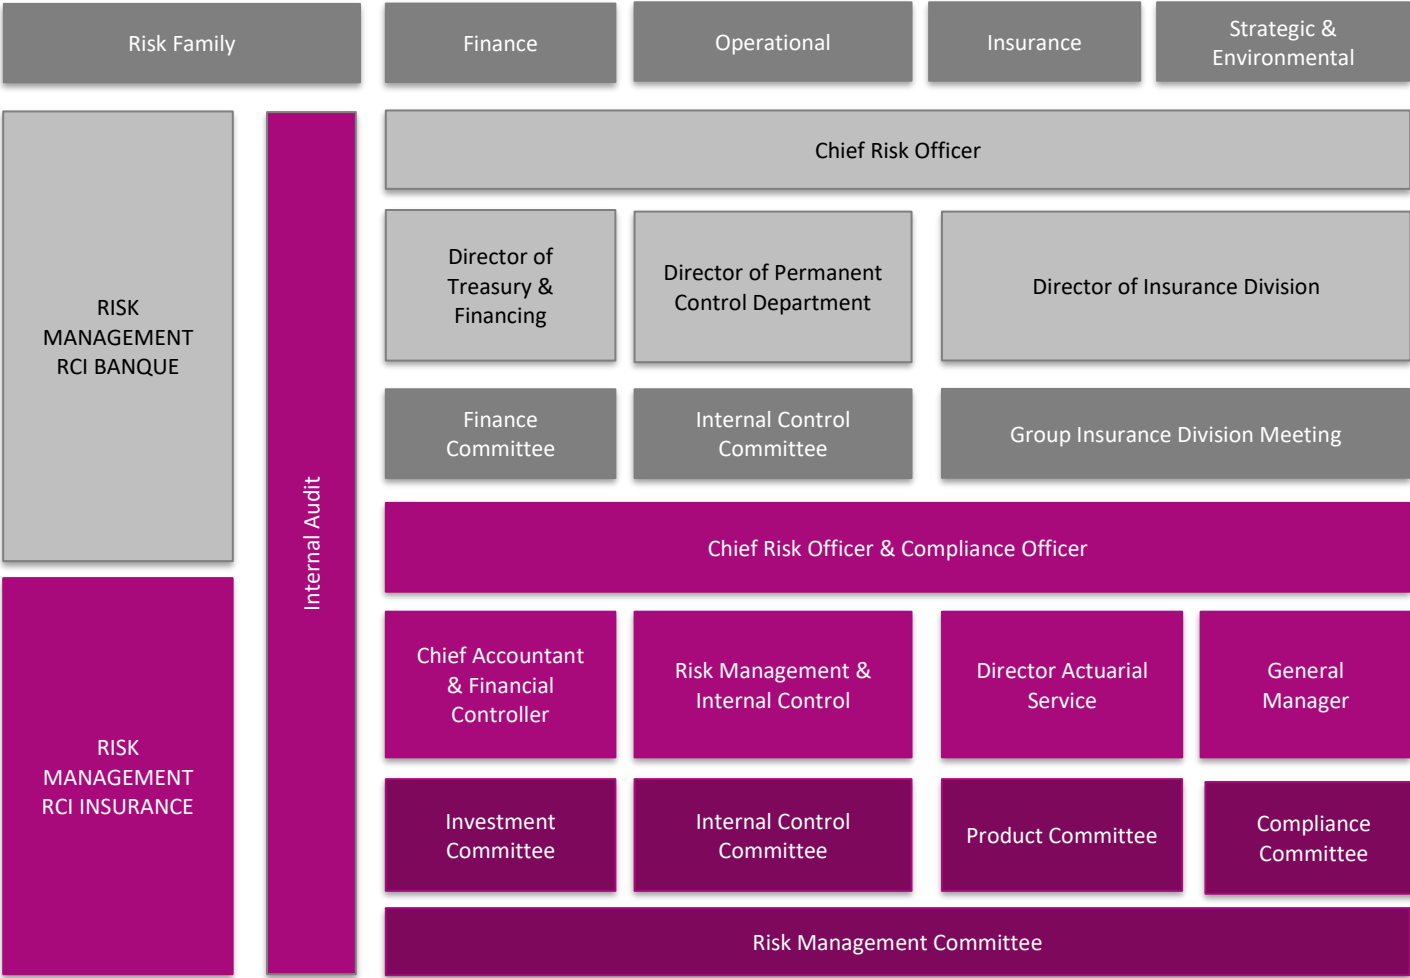 Risk Family
Finance
Operational
Insurance
Strategic &
Environmental
RISK
MANAGEMENT
RCI BANQUE
Internal Audit
Chief Risk Officer
Director of
Treasury &
Financing
Director of Permanent
Control Department
Director of Insurance Division
Finance
Committee
Internal Control
Committee
Group Insurance Division Meeting
RISK
MANAGEMENT
RCI INSURANCE
Chief Risk Officer & Compliance Officer
Chief Accountant
& Financial
Controller
Risk Management &
Internal Control
Director Actuarial
Service
General
Manager
Investment
Committee
Internal Control
Committee
Product Committee
Compliance
Committee
Risk Management Committee